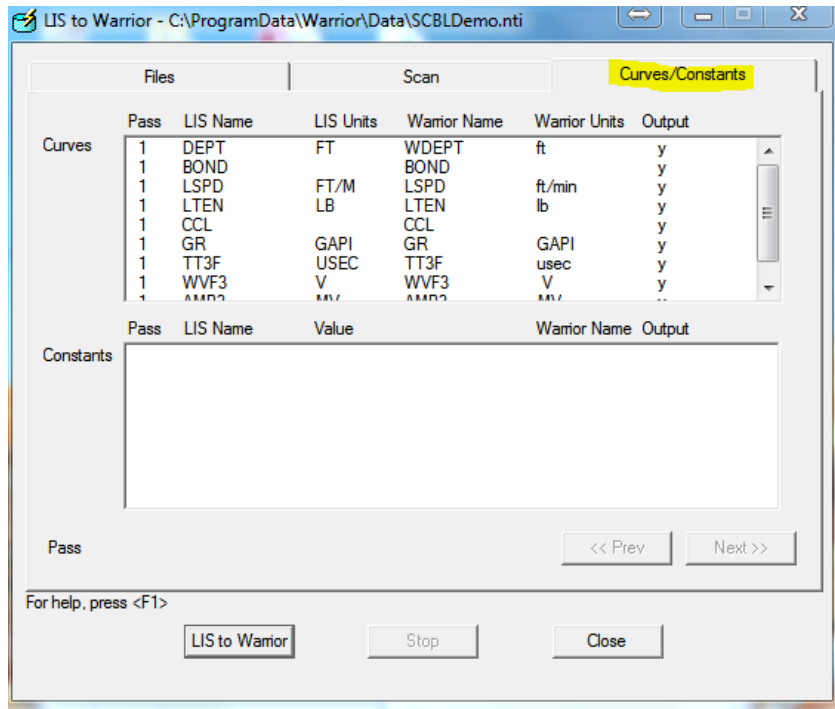 LIS to Warrior - C:\ProgramData\Warrior\Data\SCBLDemo.nti
Files Scan Curves/Constants
Pass LIS Name LIS Units Warrior Name Warrior Units Output
Curves
1 DEPT FT WDEPT ft y
1 BOND BOND y
1 LSPD FT/M LSPD ft/min y
1 LTEN LB LTEN lb y
1 CCL CCL y
1 GR GAPI GR GAPI y
1 TT3F USEC TT3F usec y
1 WVF3 V WVF3 V y
Pass LIS Name Value Warrior Name Output
Constants
Pass << Prev Next >>
For help, press <F1>
LIS to Warrior Stop Close